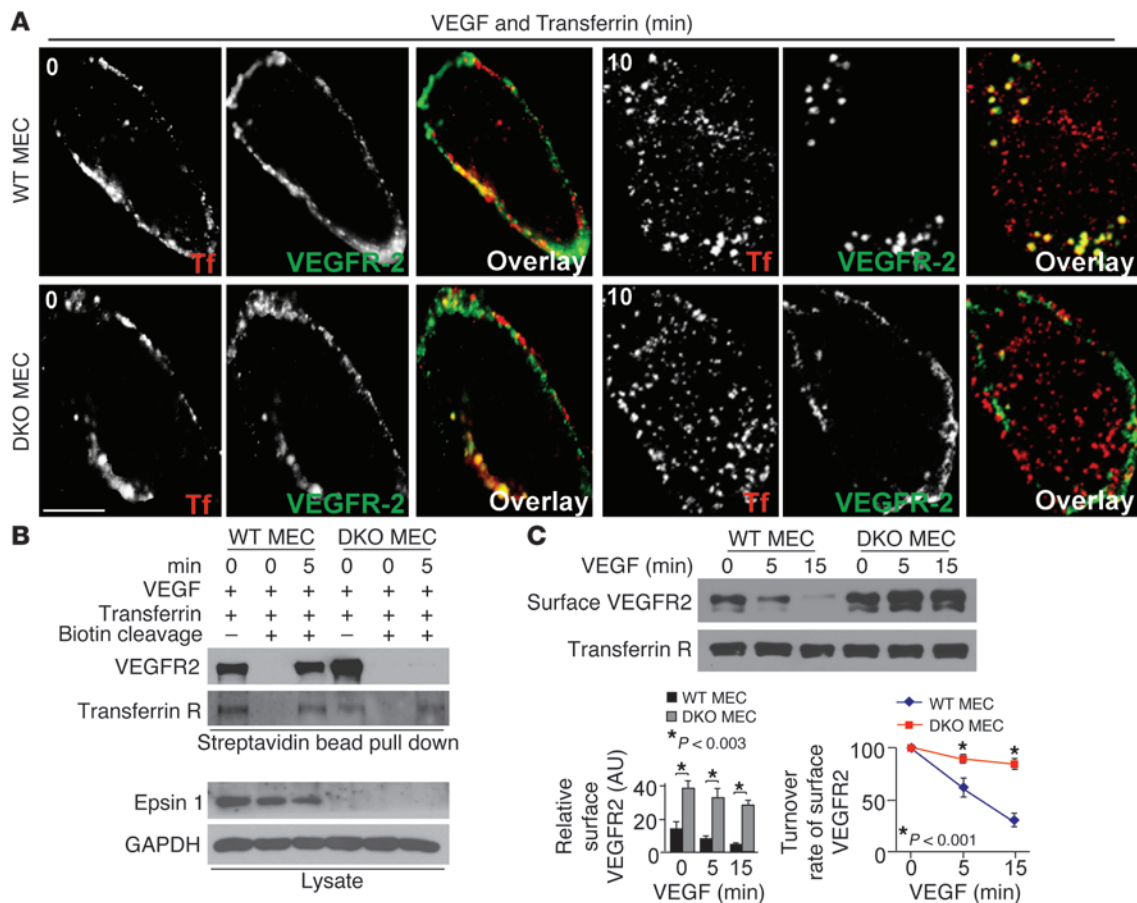 A
VEGF and Transferrin (min)
WT MEC
0
Tf
VEGFR-2
Overlay
10
Tf
VEGFR-2
Overlay
DKO MEC
0
Tf
VEGFR-2
Overlay
10
Tf
VEGFR-2
Overlay
B
WT MEC DKO MEC
min 0 0 5 0 0 5
VEGF + + + + + +
Transferrin + + + + + +
Biotin cleavage − + + − + +
VEGFR2
Transferrin R
Streptavidin bead pull down
Epsin 1
GAPDH
Lysate
C
WT MEC DKO MEC
VEGF (min) 0 5 15 0 5 15
Surface VEGFR2
Transferrin R
WT MEC
DKO MEC
* P < 0.003
Relative
surface
VEGFR2 (AU)
40
20
0
* * *
0 5 15
VEGF (min)
WT MEC
DKO MEC
Turnover
rate of surface
VEGFR2
100
50
0
* *
* P < 0.001
0 5 15
VEGF (min)